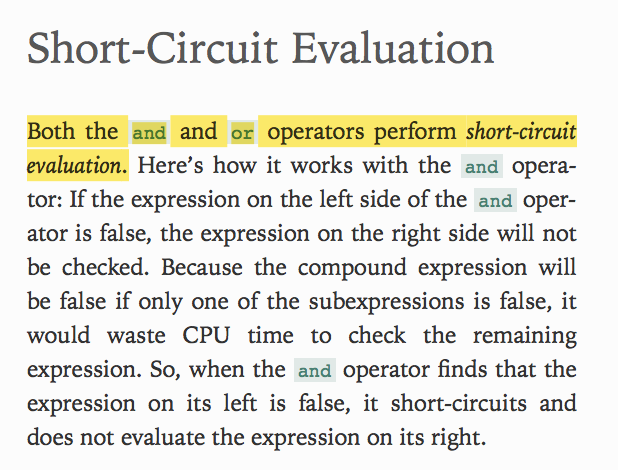 Short-Circuit Evaluation
Both the and and or operators perform short-circuit
evaluation. Here's how it works with the and opera-
tor: If the expression on the left side of the and oper-
ator is false, the expression on the right side will not
be checked. Because the compound expression will
be false if only one of the subexpressions is false, it
would waste CPU time to check the remaining
expression. So, when the and operator finds that the
expression on its left is false, it short-circuits and
does not evaluate the expression on its right.